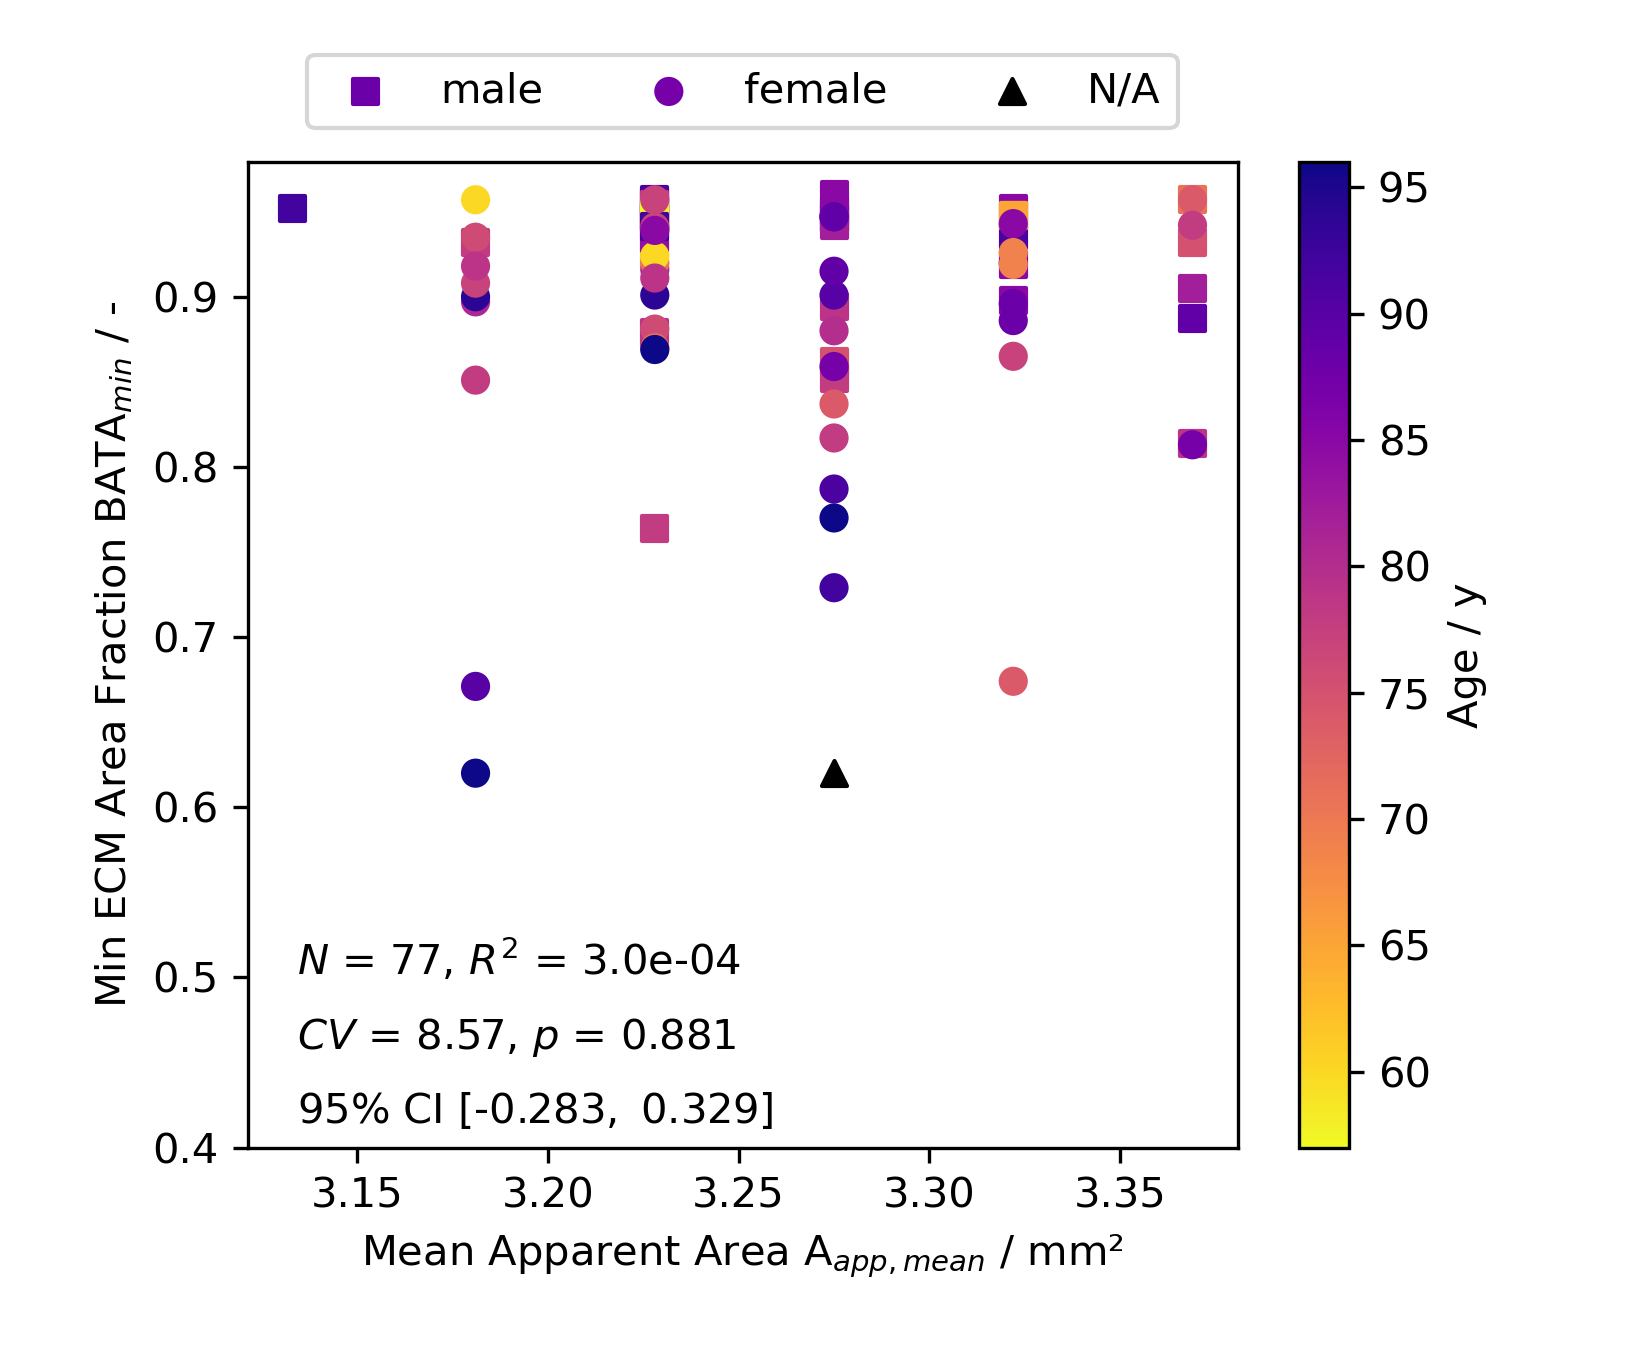 male female N/A
Min ECM Area Fraction BATA_min / -
0.9
0.8
0.7
0.6
0.5
0.4
N = 77, R² = 3.0e-04
CV = 8.57, p = 0.881
95% CI [-0.283, 0.329]
3.15 3.20 3.25 3.30 3.35
Mean Apparent Area A_app,mean / mm²
95
90
85
80
75
70
65
60
Age / y